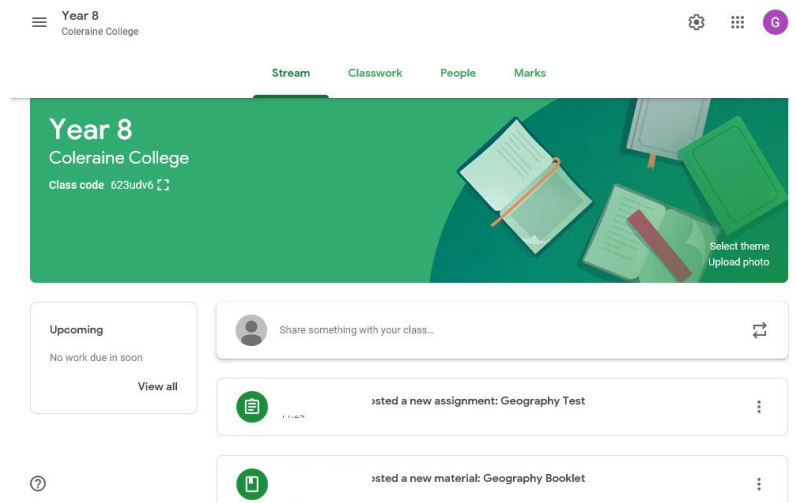 Year 8
Coleraine College
G
Stream Classwork People Marks
Year 8
Coleraine College
Class code 623udv6
Select theme
Upload photo
Upcoming
No work due in soon
View all
Share something with your class...
a new assignment: Geography Test
a new material: Geography Booklet